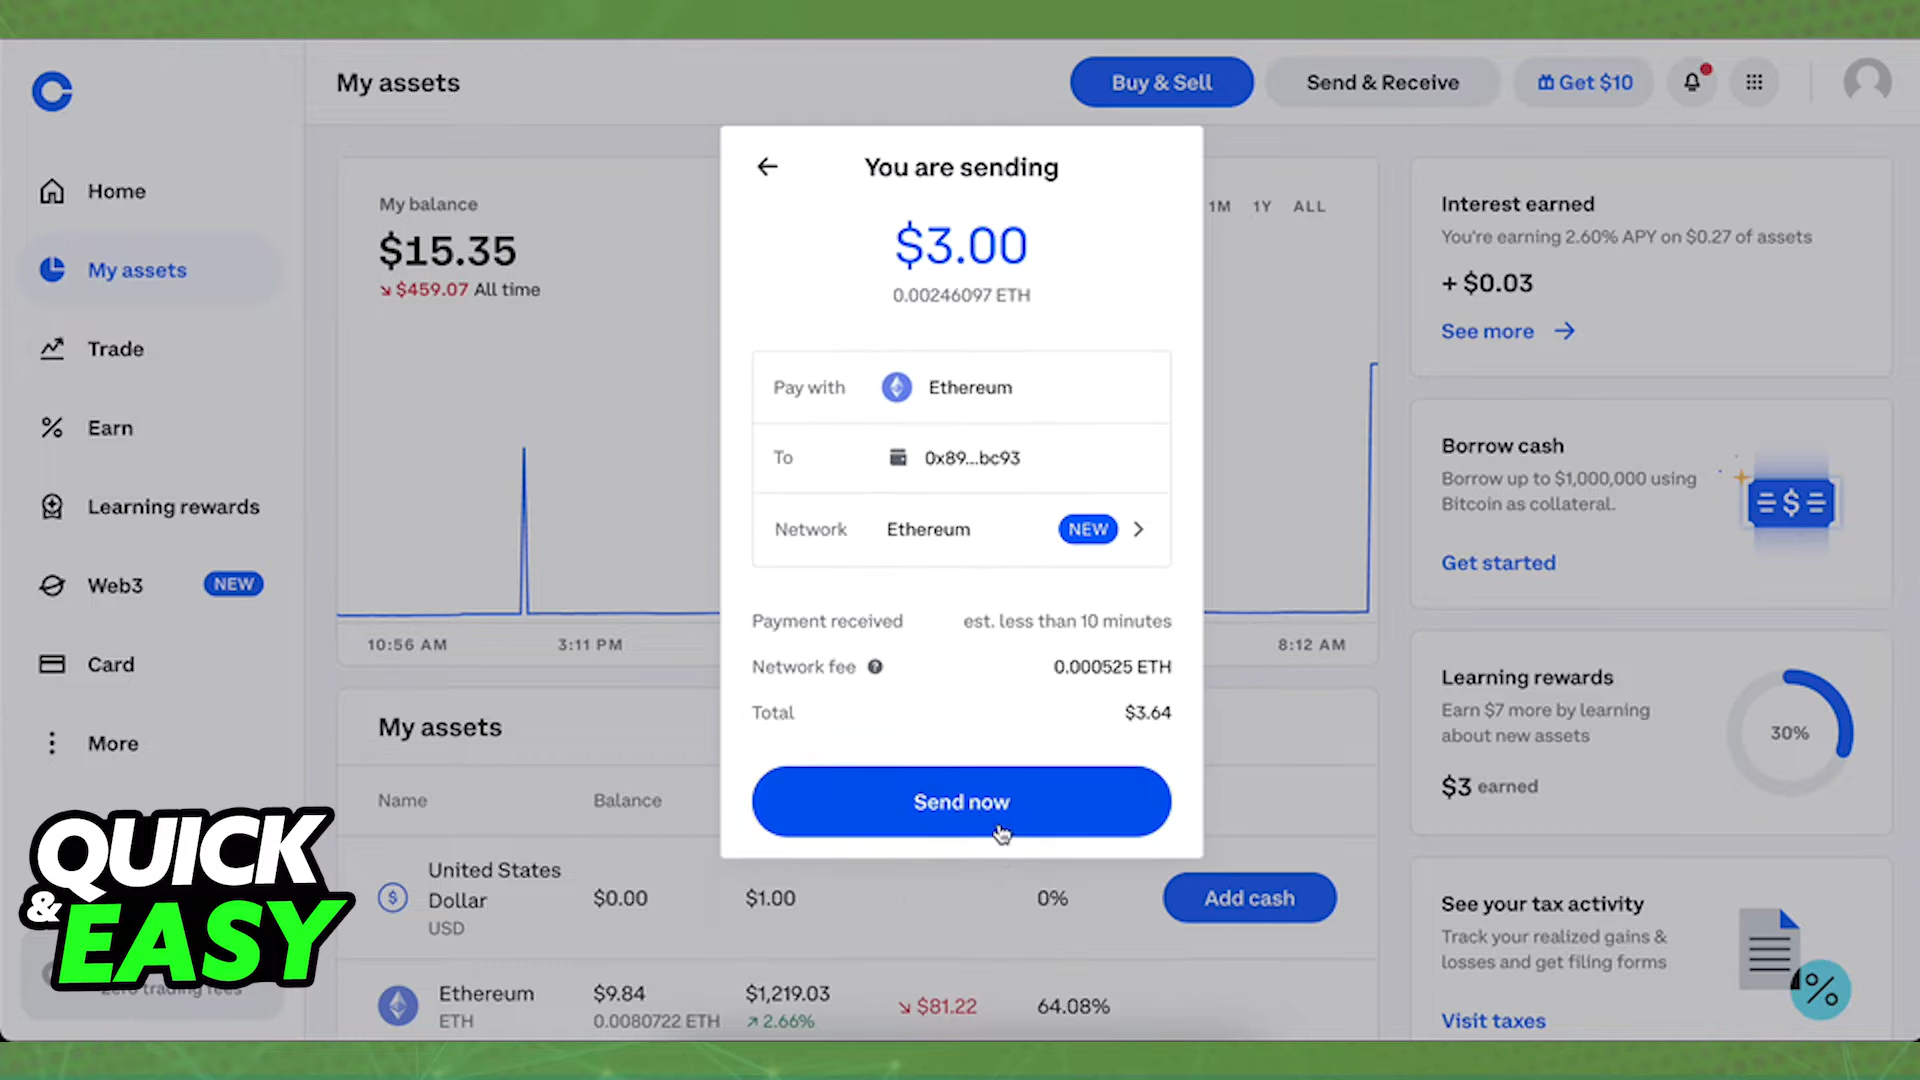 My assets
Buy & Sell
Send & Receive
Get $10
Home
My assets
Trade
Earn
Learning rewards
Web3
NEW
Card
More
QUICK
& EASY
My balance
$15.35
$459.07 All time
1M 1Y ALL
10:56 AM
3:11 PM
8:12 AM
You are sending
$3.00
0.00246097 ETH
Pay with
Ethereum
To
0x89...bc93
Network
Ethereum
NEW
Payment received
est. less than 10 minutes
Network fee
0.000525 ETH
Total
$3.64
Send now
My assets
Name
Balance
United States
Dollar
USD
$0.00
$1.00
0%
Add cash
Ethereum
ETH
$9.84
0.0080722 ETH
$1,219.03
2.66%
$81.22
64.08%
Interest earned
You're earning 2.60% APY on $0.27 of assets
+ $0.03
See more
Borrow cash
Borrow up to $1,000,000 using
Bitcoin as collateral.
Get started
Learning rewards
Earn $7 more by learning
about new assets
$3 earned
30%
See your tax activity
Track your realized gains &
losses and get filing forms
Visit taxes